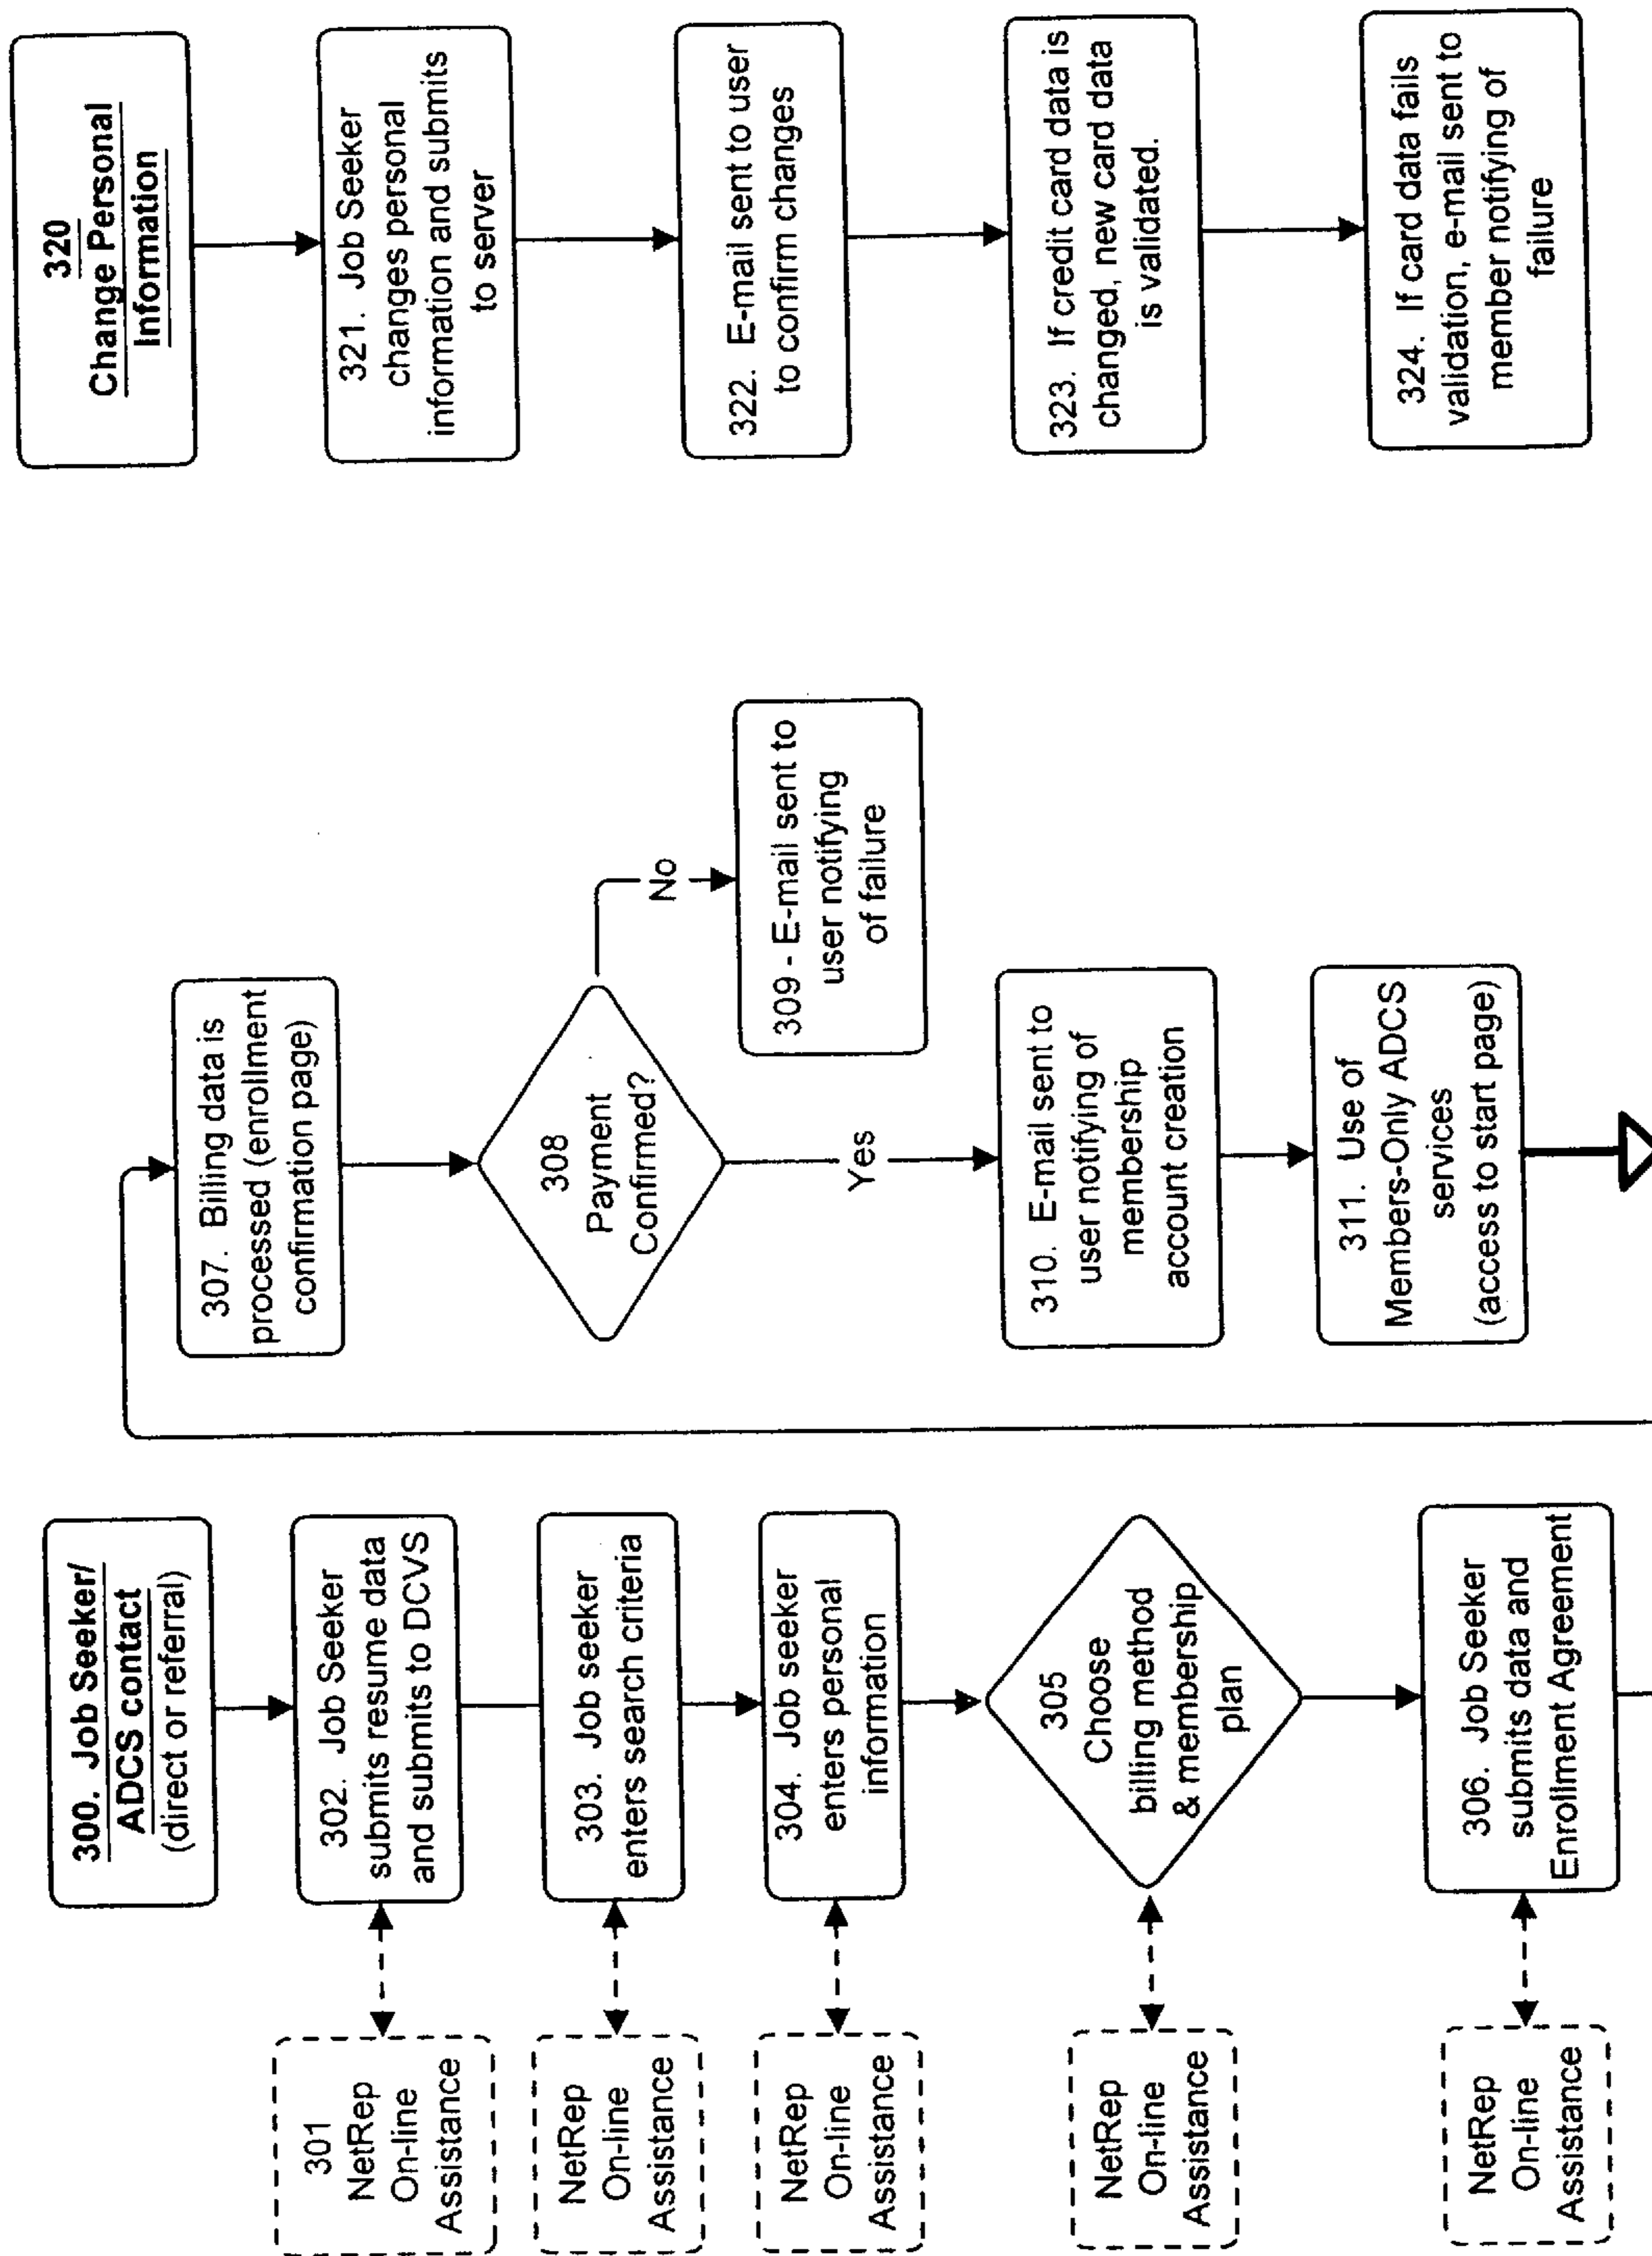 301
NetRep
On-line
Assistance
NetRep
On-line
Assistance
NetRep
On-line
Assistance
NetRep
On-line
Assistance
NetRep
On-line
Assistance
300. Job Seeker/
ADCS contact
(direct or referral)
302. Job Seeker
submits resume data
and submits to DCVS
303. Job seeker
enters search criteria
304. Job seeker
enters personal
information
305
Choose
billing method
& membership
plan
306. Job Seeker
submits data and
Enrollment Agreement
307. Billing data is
processed (enrollment
confirmation page)
308
Payment
Confirmed?
No
309 - E-mail sent to
user notifying
of failure
Yes
310. E-mail sent to
user notifying of
membership
account creation
311. Use of
Members-Only ADCS
services
(access to start page)
320
Change Personal
Information
321. Job Seeker
changes personal
information and submits
to server
322. E-mail sent to user
to confirm changes
323. If credit card data is
changed, new card data
is validated.
324. If card data fails
validation, e-mail sent to
member notifying of
failure